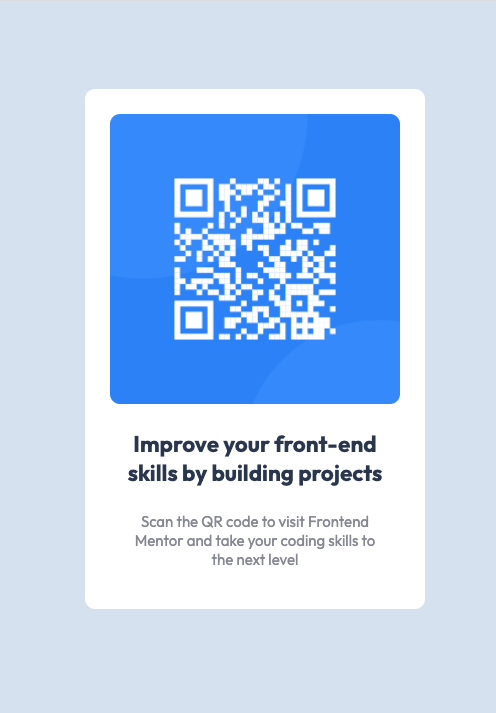 Improve your front-end
skills by building projects
Scan the QR code to visit Frontend
Mentor and take your coding skills to
the next level